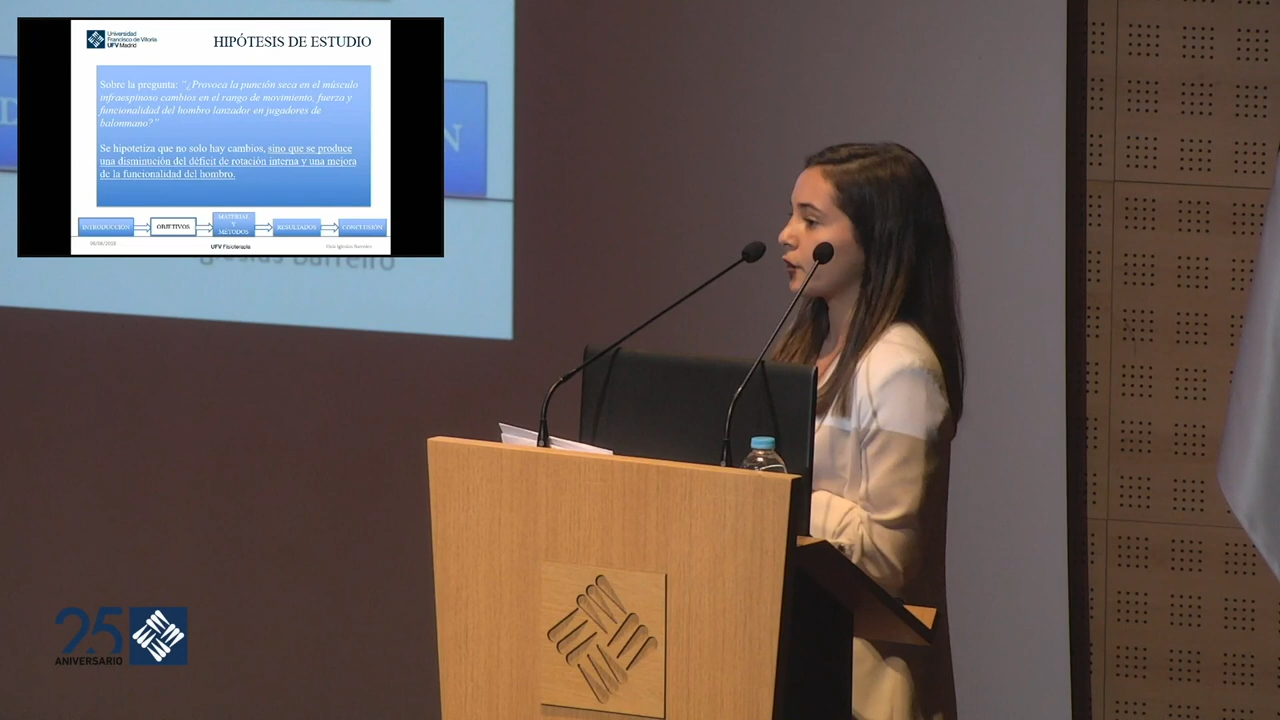 Universidad
Francisco de Vitoria
UFV Madrid
HIPÓTESIS DE ESTUDIO
Sobre la pregunta: "¿Provoca la punción seca en el músculo
infraespinoso cambios en el rango de movimiento, fuerza y
funcionalidad del hombro lanzador en jugadores de
balonmano?"
Se hipotetiza que no solo hay cambios, sino que se produce
una disminución del déficit de rotación interna y una mejora
de la funcionalidad del hombro.
INTRODUCCIÓN
OBJETIVOS
MATERIAL
Y
MÉTODOS
RESULTADOS
CONCLUSIÓN
UFV Fisioterapia
Iglesias Barreiro
N
25
ANIVERSARIO